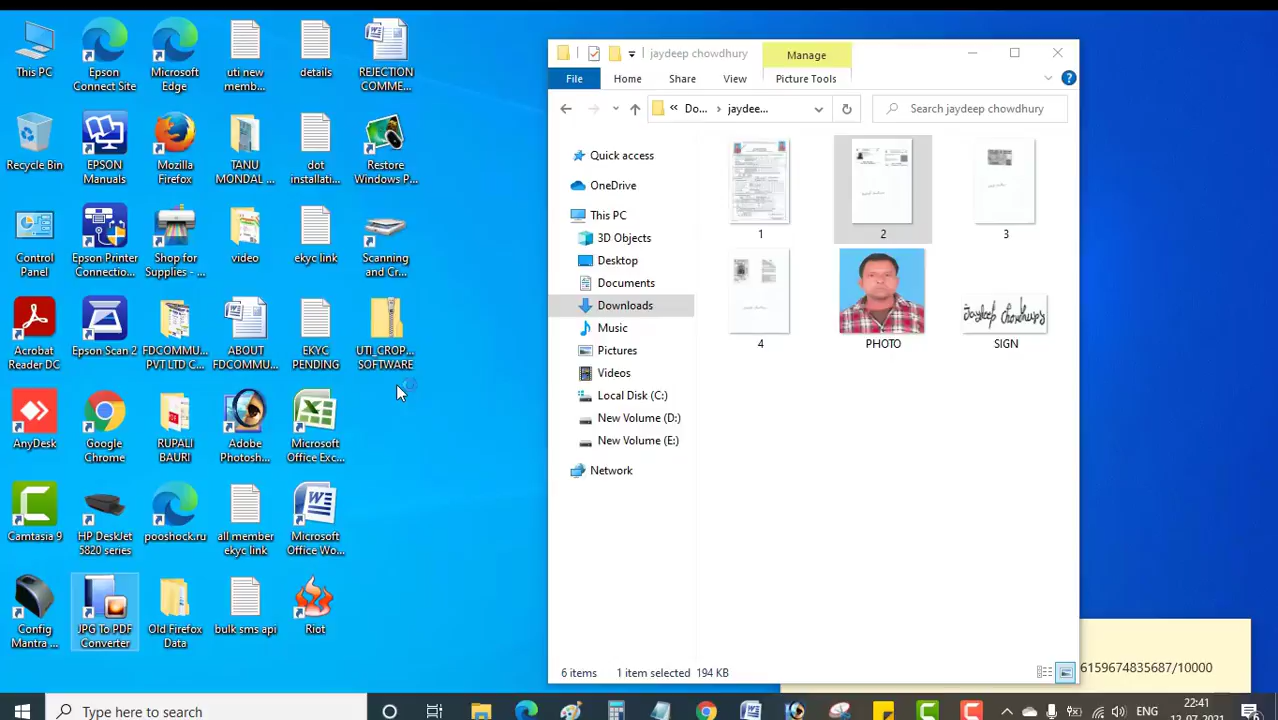 This PC
Epson
Connect Site
Microsoft
Edge
uti new
memb...
details
REJECTION
COMME...
Recycle Bin
EPSON
Manuals
Mozilla
Firefox
TANU
MONDAL ...
dot
installati...
Restore
Windows P...
Control
Panel
Epson Printer
Connectio...
Shop for
Supplies - ...
video
ekyc link
Scanning
and Cr...
Acrobat
Reader DC
Epson Scan 2
FDCOMMU...
PVT LTD C...
ABOUT
FDCOMMU...
EKYC
PENDING
UTI_CROP...
SOFTWARE
AnyDesk
Google
Chrome
RUPALI
BAURI
Adobe
Photosh...
Microsoft
Office Exc...
Camtasia 9
HP DeskJet
5820 series
pooshock.ru
all member
ekyc link
Microsoft
Office Wo...
Config
Mantra ...
JPG To PDF
Converter
Old Firefox
Data
bulk sms api
Riot
jaydeep chowdhury
Manage
File
Home
Share
View
Picture Tools
Do...
jaydee...
Search jaydeep chowdhury
Quick access
OneDrive
This PC
3D Objects
Desktop
Documents
Downloads
Music
Pictures
Videos
Local Disk (C:)
New Volume (D:)
New Volume (E:)
Network
1
2
3
4
PHOTO
Jaydeep Chowdhury
SIGN
6 items
1 item selected 194 KB
6159674835687/10000
Type here to search
ENG
22:41
12-07-2021
6